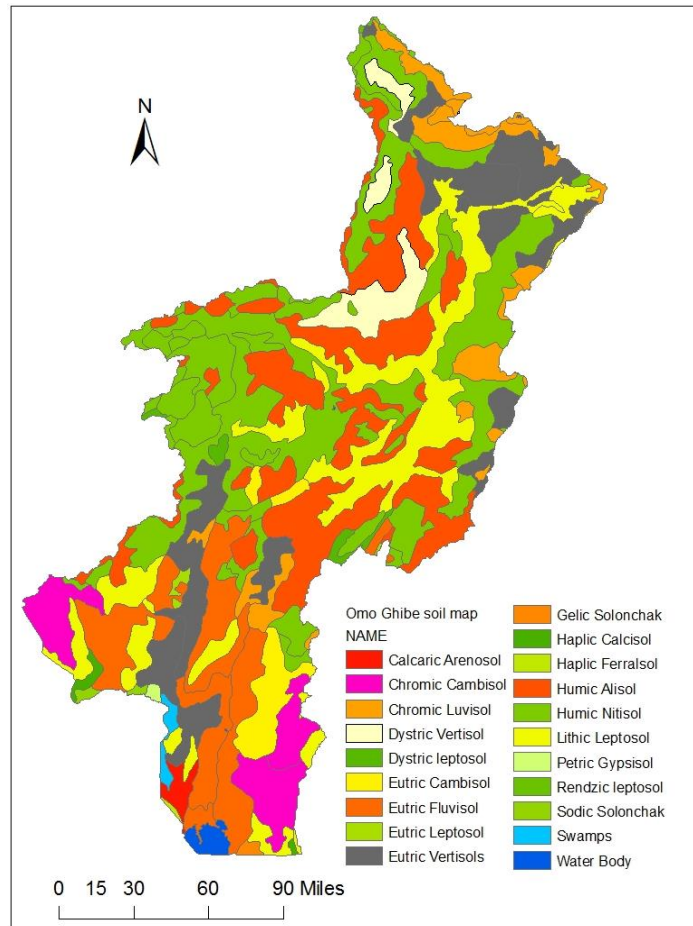 N
Omo Ghibe soil map
NAME
Calcaric Arenosol
Chromic Cambisol
Chromic Luvisol
Dystric Vertisol
Dystric leptosol
Eutric Cambisol
Eutric Fluvisol
Eutric Leptosol
Eutric Vertisols
Gelic Solonchak
Haplic Calcisol
Haplic Ferralsol
Humic Alisol
Humic Nitisol
Lithic Leptosol
Petric Gypsisol
Rendzic leptosol
Sodic Solonchak
Swamps
Water Body
0 15 30 60 90 Miles